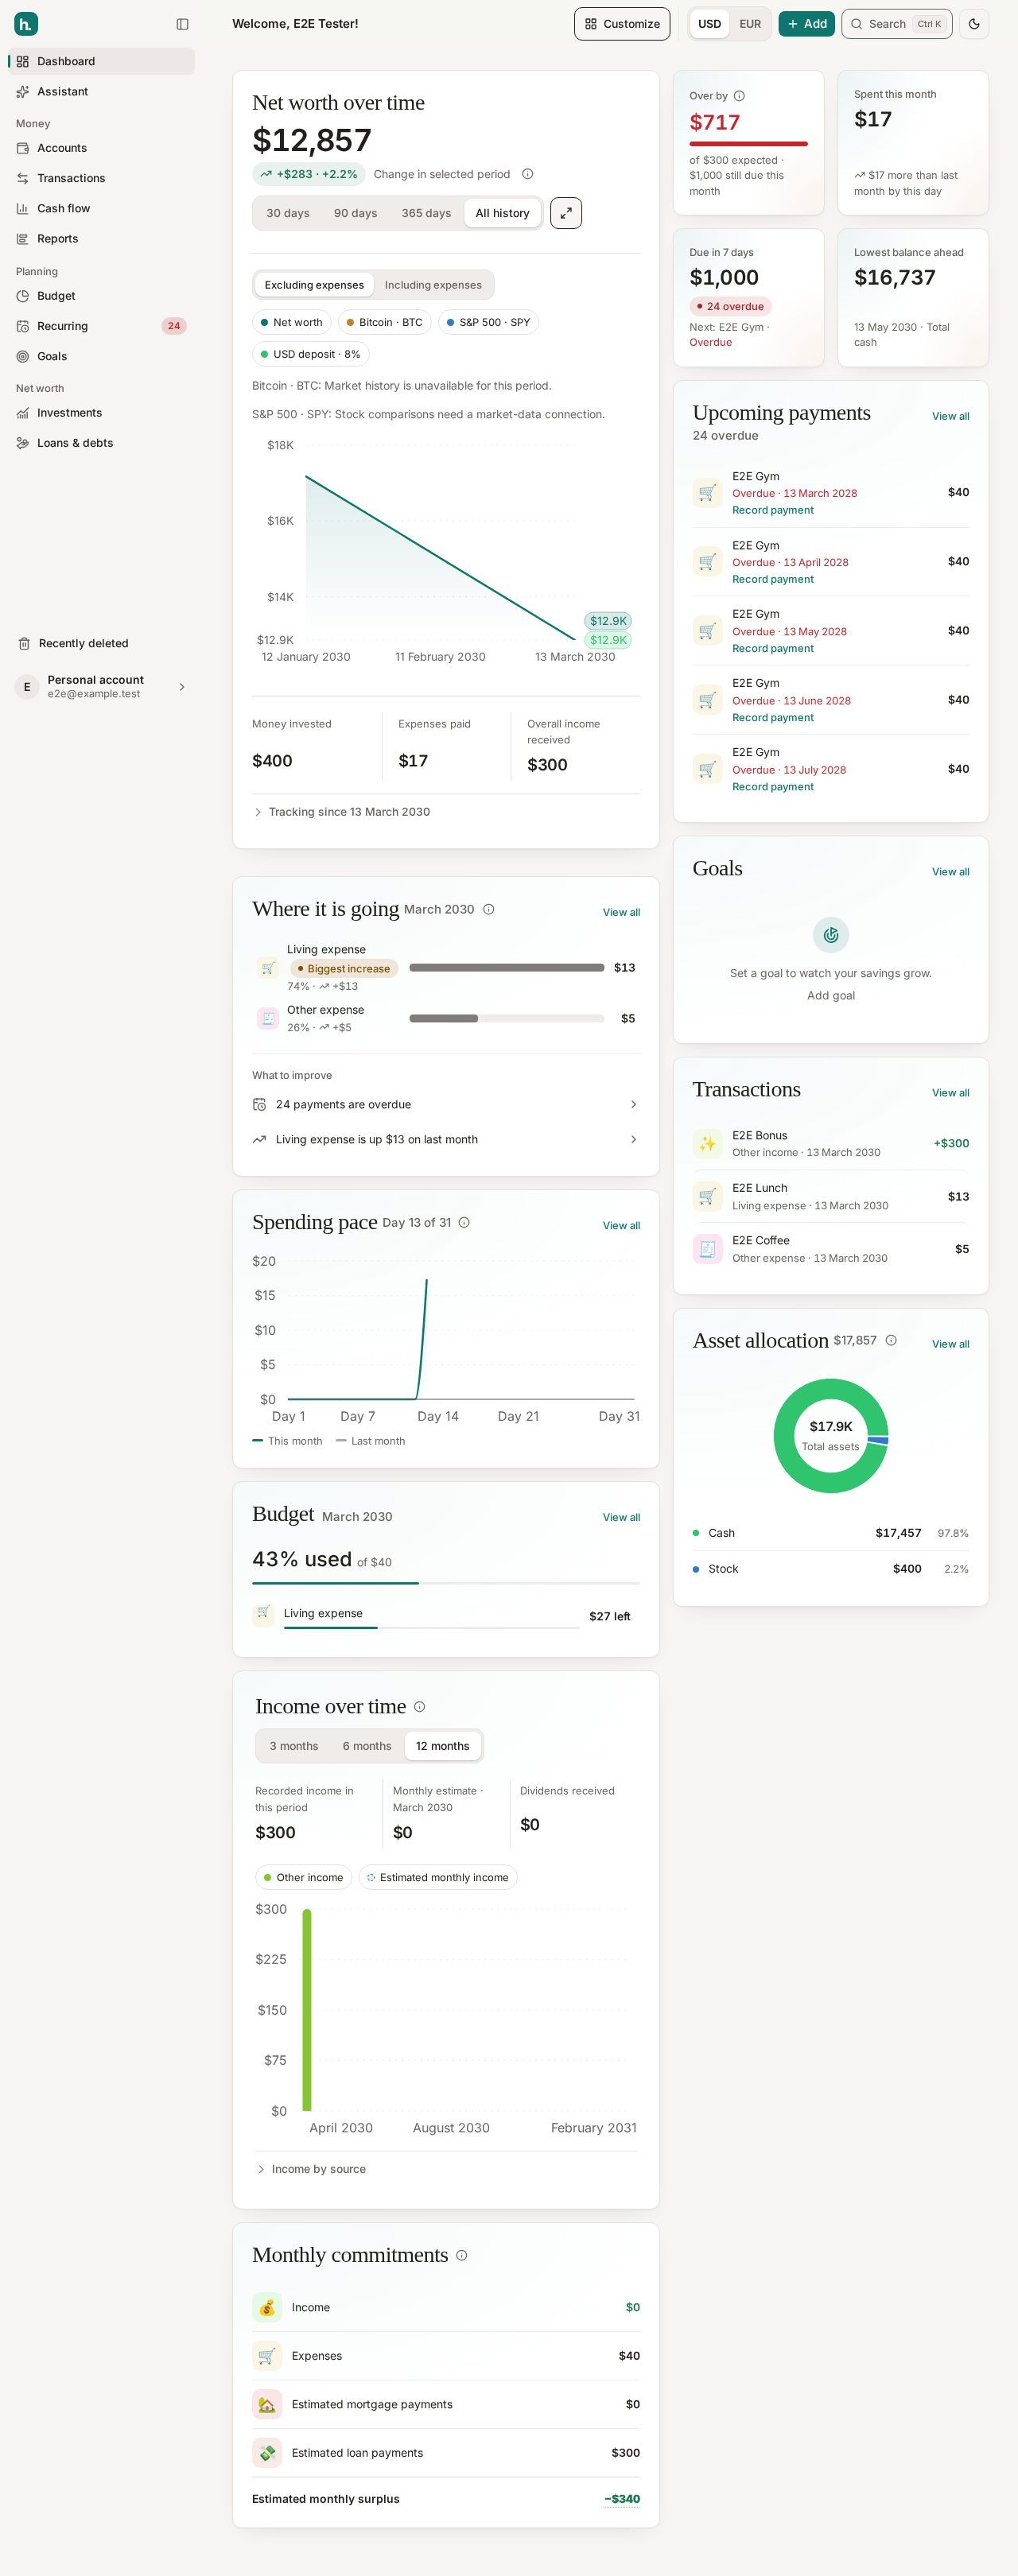 h.
Dashboard
Assistant
Money
Accounts
Transactions
Cash flow
Reports
Planning
Budget
Recurring
24
Goals
Net worth
Investments
Loans & debts
Recently deleted
E
Personal account
e2e@example.test
Welcome, E2E Tester!
Customize
USD
EUR
Add
Search
Ctrl K
Net worth over time
$12,857
+$283 · +2.2%
Change in selected period
30 days
90 days
365 days
All history
Excluding expenses
Including expenses
Net worth
Bitcoin · BTC
S&P 500 · SPY
USD deposit · 8%
Bitcoin · BTC: Market history is unavailable for this period.
S&P 500 · SPY: Stock comparisons need a market-data connection.
$18K
$16K
$14K
$12.9K
$12.9K
$12.9K
12 January 2030
11 February 2030
13 March 2030
Money invested
$400
Expenses paid
$17
Overall income
received
$300
Tracking since 13 March 2030
Where it is going
March 2030
View all
Living expense
Biggest increase
74% · +$13
$13
Other expense
26% · +$5
$5
What to improve
24 payments are overdue
Living expense is up $13 on last month
Spending pace
Day 13 of 31
View all
$20
$15
$10
$5
$0
Day 1
Day 7
Day 14
Day 21
Day 31
This month
Last month
Budget
March 2030
View all
43% used of $40
Living expense
$27 left
Income over time
3 months
6 months
12 months
Recorded income in
this period
$300
Monthly estimate ·
March 2030
$0
Dividends received
$0
Other income
Estimated monthly income
$300
$225
$150
$75
$0
April 2030
August 2030
February 2031
Income by source
Monthly commitments
Income
$0
Expenses
$40
Estimated mortgage payments
$0
Estimated loan payments
$300
Estimated monthly surplus
−$340
Over by
$717
of $300 expected ·
$1,000 still due this
month
Spent this month
$17
$17 more than last
month by this day
Due in 7 days
$1,000
24 overdue
Next: E2E Gym ·
Overdue
Lowest balance ahead
$16,737
13 May 2030 · Total
cash
Upcoming payments
24 overdue
View all
E2E Gym
Overdue · 13 March 2028
Record payment
$40
E2E Gym
Overdue · 13 April 2028
Record payment
$40
E2E Gym
Overdue · 13 May 2028
Record payment
$40
E2E Gym
Overdue · 13 June 2028
Record payment
$40
E2E Gym
Overdue · 13 July 2028
Record payment
$40
Goals
View all
Set a goal to watch your savings grow.
Add goal
Transactions
View all
E2E Bonus
Other income · 13 March 2030
+$300
E2E Lunch
Living expense · 13 March 2030
$13
E2E Coffee
Other expense · 13 March 2030
$5
Asset allocation
$17,857
View all
$17.9K
Total assets
Cash
$17,457
97.8%
Stock
$400
2.2%